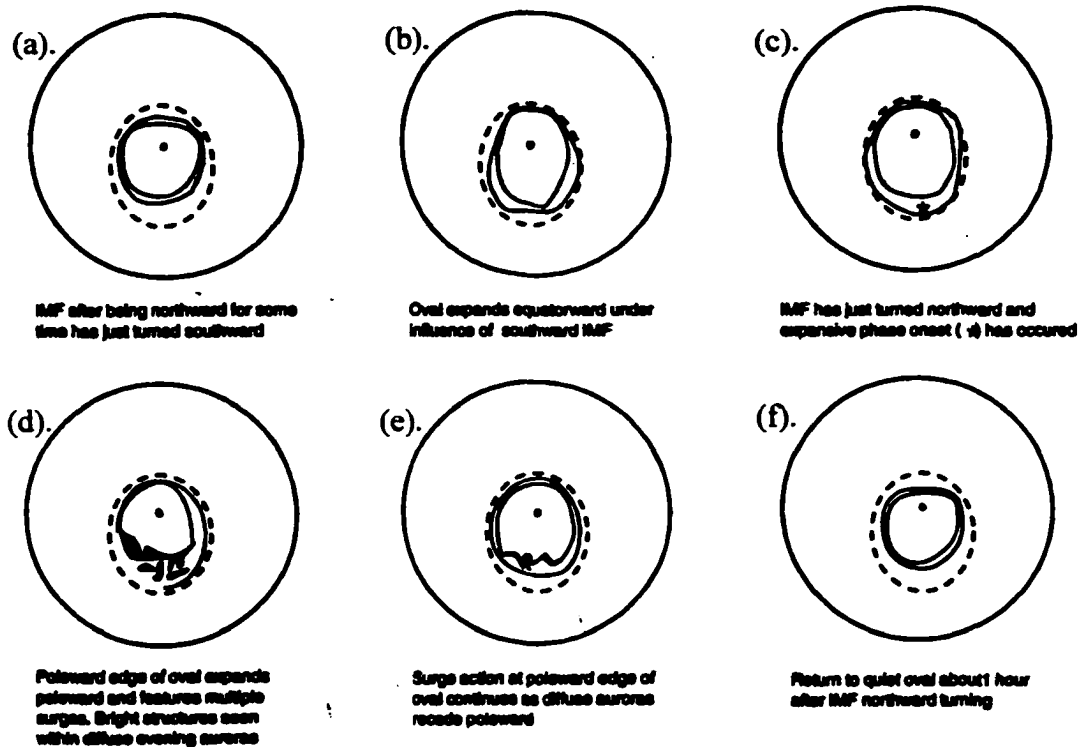 (a).
(b).
(c).
IMF after being northward for some
time has just turned southward
Oval expands equatorward under
influence of southward IMF
IMF has just turned northward and
expansive phase onset ( ★) has occured
(d).
(e).
(f).
Poleward edge of oval expands
poleward and features multiple
surges. Bright structures seen
within diffuse evening auroras
Surge action at poleward edge of
oval continues as diffuse auroras
recede poleward
Return to quiet oval about1 hour
after IMF northward turning